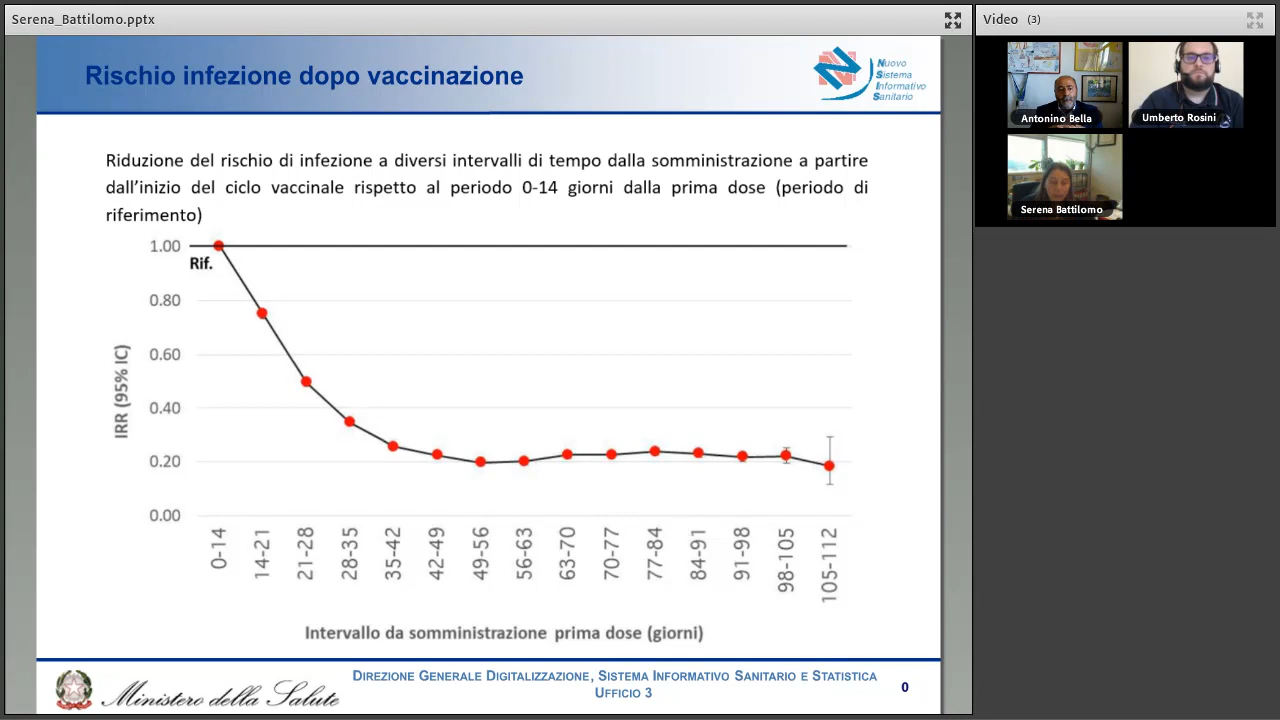 Serena_Battilomo.pptx
Video (3)
Rischio infezione dopo vaccinazione
Nuovo
Sistema
Informativo
Sanitario
Antonino Bella
Umberto Rosini
Serena Battilomo
Riduzione del rischio di infezione a diversi intervalli di tempo dalla somministrazione a partire
dall'inizio del ciclo vaccinale rispetto al periodo 0-14 giorni dalla prima dose (periodo di
riferimento)
1.00
Rif.
0.80
0.60
0.40
0.20
0.00
IRR (95% IC)
0-14
14-21
21-28
28-35
35-42
42-49
49-56
56-63
63-70
70-77
77-84
84-91
91-98
98-105
105-112
Intervallo da somministrazione prima dose (giorni)
Ministero della Salute
Direzione Generale Digitalizzazione, Sistema Informativo Sanitario e Statistica
Ufficio 3
0